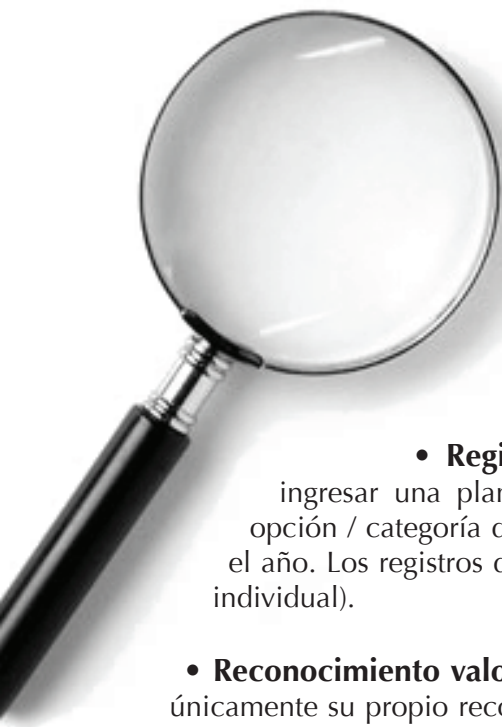 • Regi
ingresar una plan
opción / categoría d
el año. Los registros d
individual).
• Reconocimiento valo
únicamente su propio reco